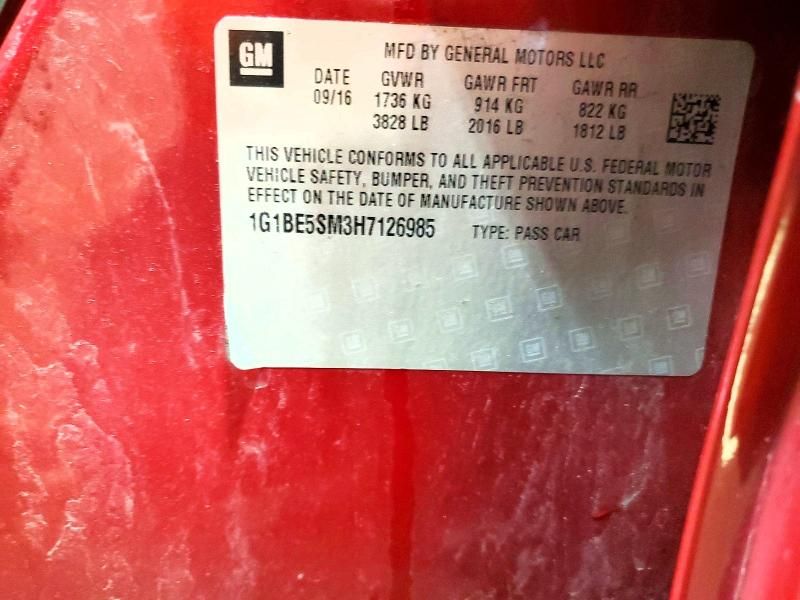 GM
MFD BY GENERAL MOTORS LLC
DATE GVWR GAWR FRT GAWR RR
09/16 1736 KG 914 KG 822 KG
3828 LB 2016 LB 1812 LB
THIS VEHICLE CONFORMS TO ALL APPLICABLE U.S. FEDERAL MOTOR
VEHICLE SAFETY, BUMPER, AND THEFT PREVENTION STANDARDS IN
EFFECT ON THE DATE OF MANUFACTURE SHOWN ABOVE.
1G1BE5SM3H7126985 TYPE: PASS CAR